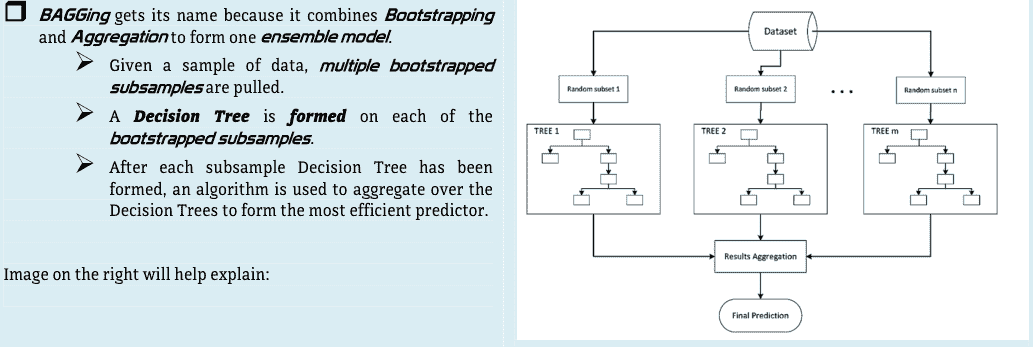 BAGGing gets its name because it combines Bootstrapping
and Aggregation to form one ensemble model.
Given a sample of data, multiple bootstrapped
subsamples are pulled.
A Decision Tree is formed on each of the
bootstrapped subsamples.
After each subsample Decision Tree has been
formed, an algorithm is used to aggregate over the
Decision Trees to form the most efficient predictor.
Image on the right will help explain:
Dataset
Random subset 1
Random subset 2
...
Random subset n
TREE 1
TREE 2
TREE m
Results Aggregation
Final Prediction